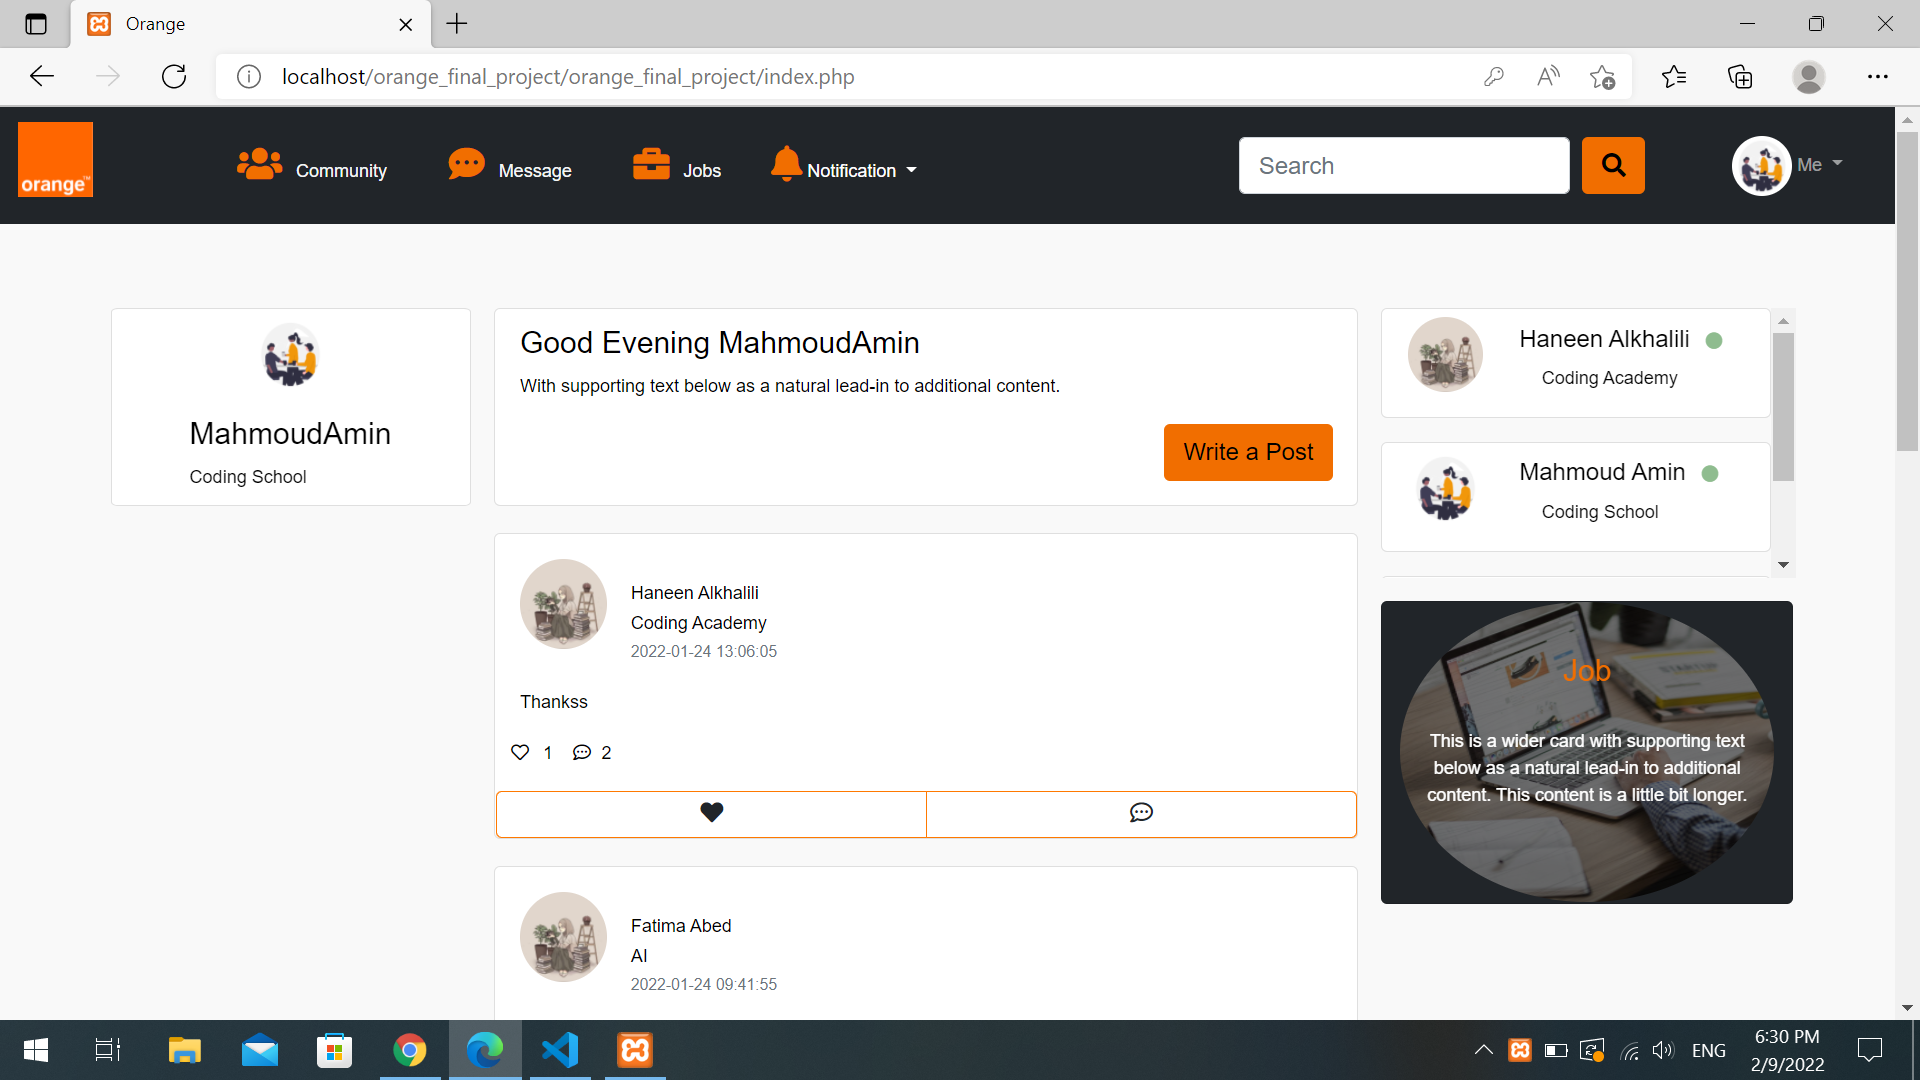 Orange
localhost/orange_final_project/orange_final_project/index.php
orange™
Community
Message
Jobs
Notification
Search
Me
MahmoudAmin
Coding School
Good Evening MahmoudAmin
With supporting text below as a natural lead-in to additional content.
Write a Post
Haneen Alkhalili
Coding Academy
Mahmoud Amin
Coding School
Haneen Alkhalili
Coding Academy
2022-01-24 13:06:05
Thankss
1
2
Job
This is a wider card with supporting text
below as a natural lead-in to additional
content. This content is a little bit longer.
Fatima Abed
AI
2022-01-24 09:41:55
ENG
6:30 PM
2/9/2022